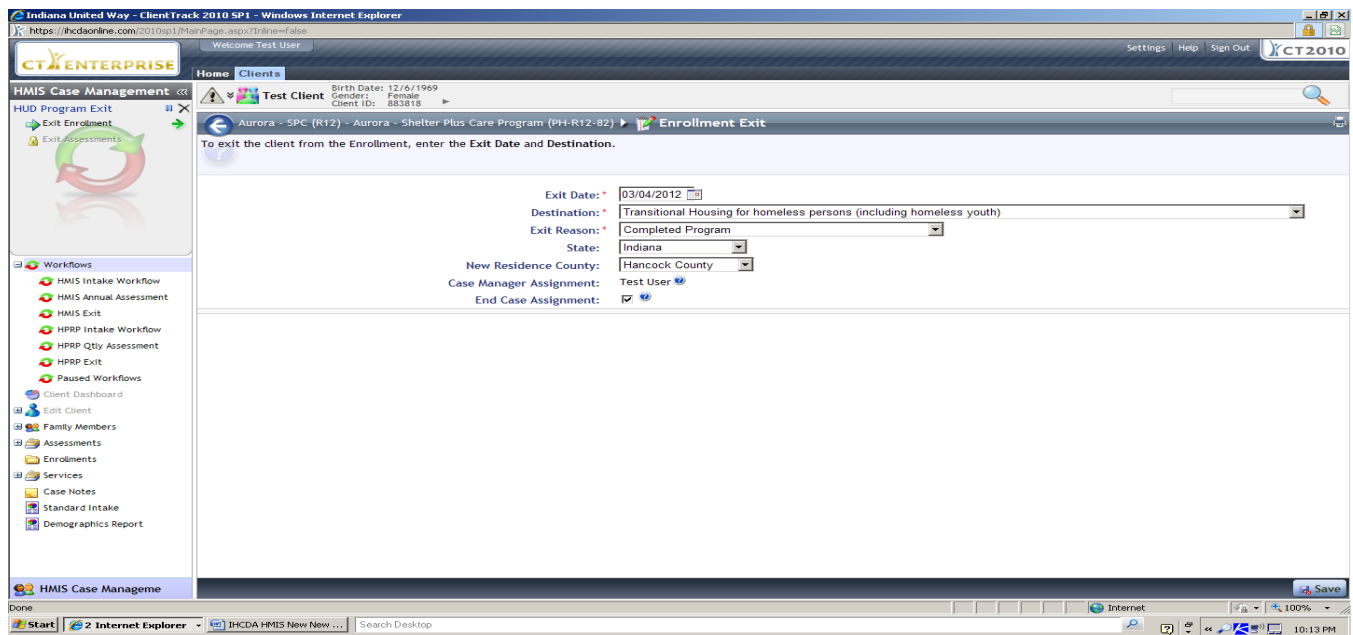 Indiana United Way - ClientTrack 2010 SP1 - Windows Internet Explorer
https://ihcdaonline.com/2010sp1/MainPage.aspx?Inline=false
Welcome Test User
Settings Help Sign Out CT2010
CT ENTERPRISE
Home Clients
HMIS Case Management «
Test Client
Birth Date: 12/6/1969
Gender: Female
Client ID: 883818
HUD Program Exit
Exit Enrollment
Exit Assessments
Aurora - SPC (R12) - Aurora - Shelter Plus Care Program (PH-R12-82) Enrollment Exit
To exit the client from the Enrollment, enter the Exit Date and Destination.
Exit Date: * 03/04/2012
Destination: * Transitional Housing for homeless persons (including homeless youth)
Exit Reason: * Completed Program
State: Indiana
New Residence County: Hancock County
Case Manager Assignment: Test User
End Case Assignment:
Workflows
HMIS Intake Workflow
HMIS Annual Assessment
HMIS Exit
HPRP Intake Workflow
HPRP Qtly Assessment
HPRP Exit
Paused Workflows
Client Dashboard
Edit Client
Family Members
Assessments
Enrollments
Services
Case Notes
Standard Intake
Demographics Report
HMIS Case Manageme
Save
Done
Internet
100%
Start 2 Internet Explorer IHCDA HMIS New New ... Search Desktop
10:13 PM